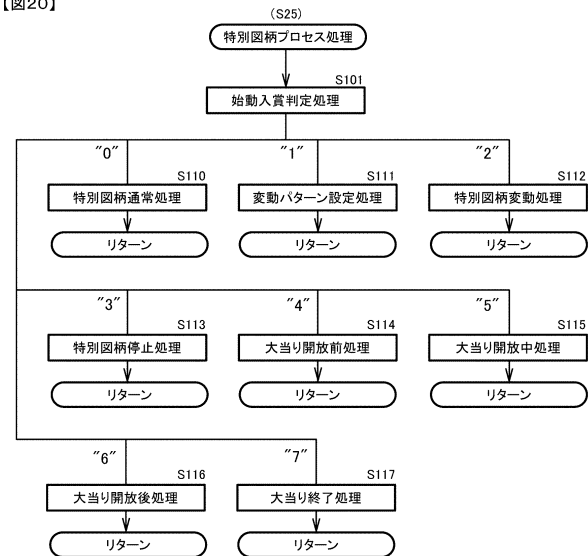 【図20】
(S25)
特別図柄プロセス処理
S101
始動入賞判定処理
"0" "1" "2"
S110 S111 S112
特別図柄通常処理 変動パターン設定処理 特別図柄変動処理
リターン リターン リターン
"3" "4" "5"
S113 S114 S115
特別図柄停止処理 大当り開放前処理 大当り開放中処理
リターン リターン リターン
"6" "7"
S116 S117
大当り開放後処理 大当り終了処理
リターン リターン